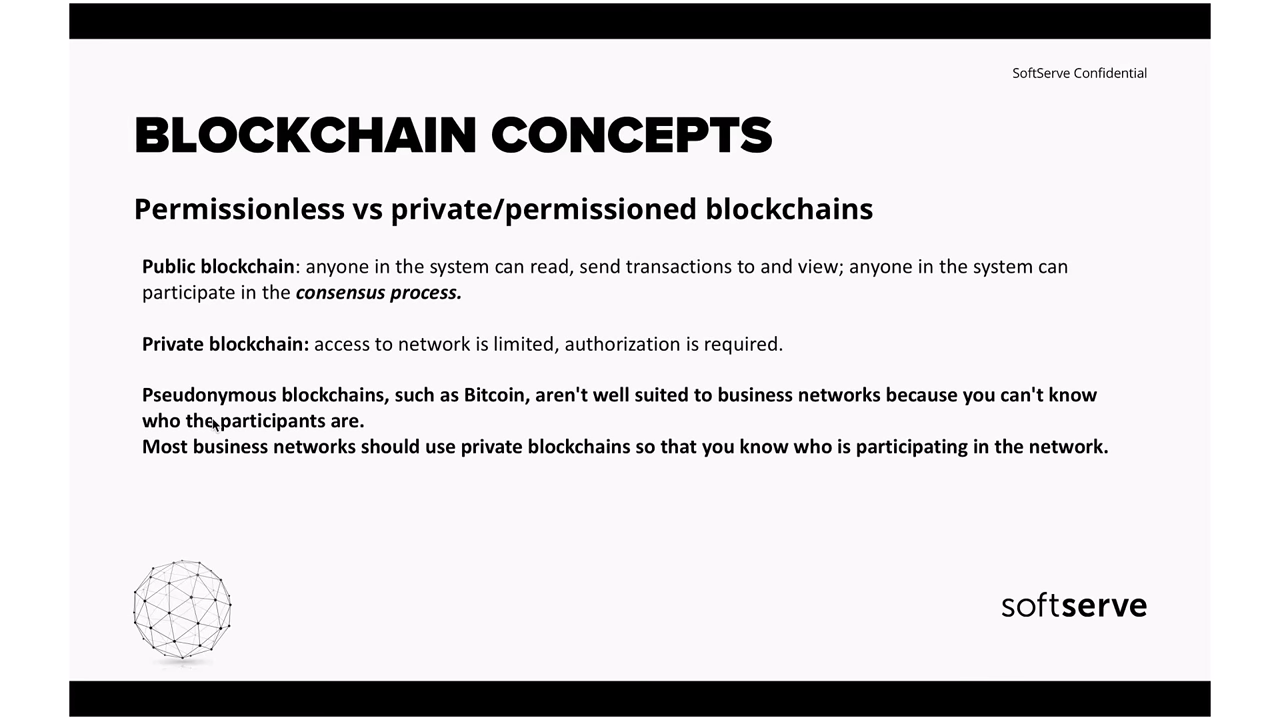 SoftServe Confidential
BLOCKCHAIN CONCEPTS
Permissionless vs private/permissioned blockchains
Public blockchain: anyone in the system can read, send transactions to and view; anyone in the system can
participate in the consensus process.
Private blockchain: access to network is limited, authorization is required.
Pseudonymous blockchains, such as Bitcoin, aren't well suited to business networks because you can't know
who the participants are.
Most business networks should use private blockchains so that you know who is participating in the network.
softserve